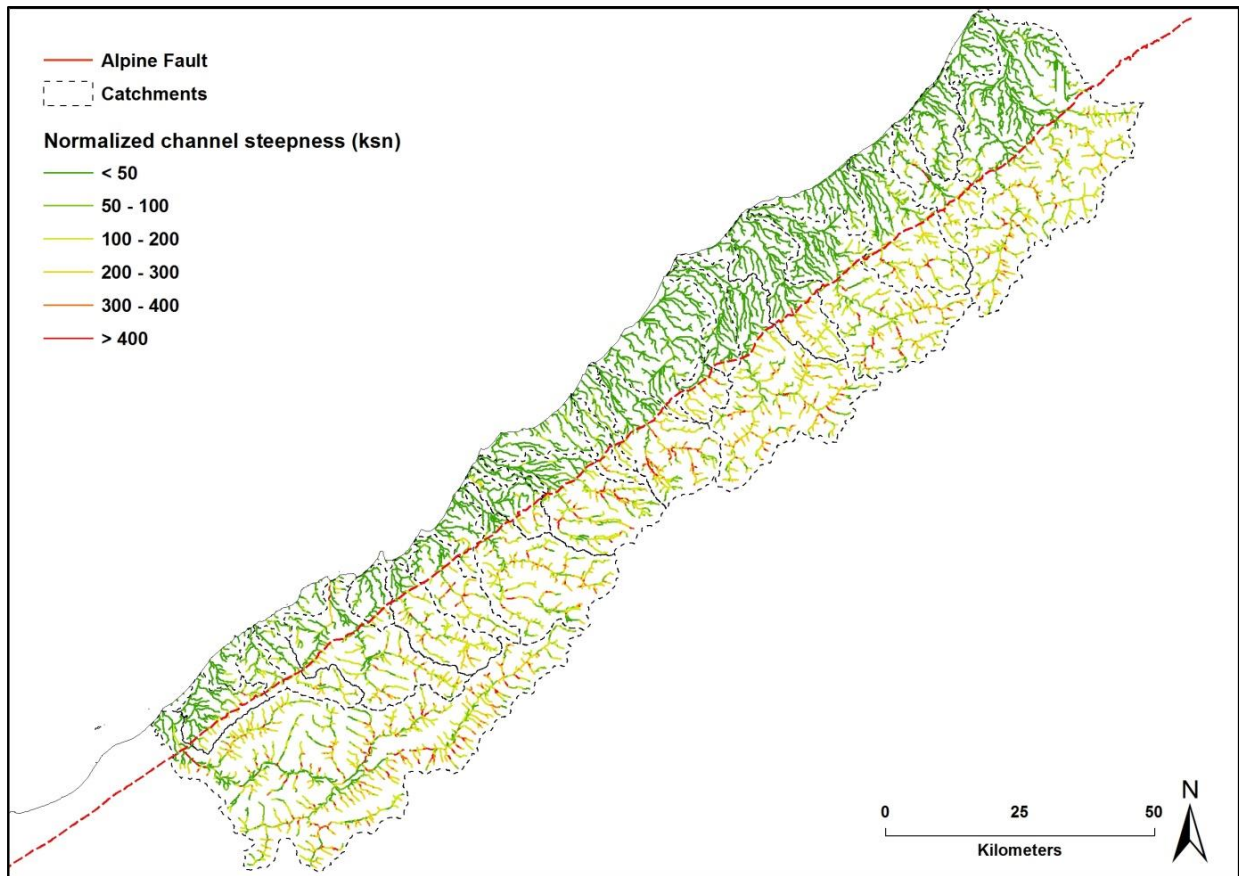 Alpine Fault
Catchments
Normalized channel steepness (ksn)
< 50
50 - 100
100 - 200
200 - 300
300 - 400
> 400
N
0 25 50
Kilometers